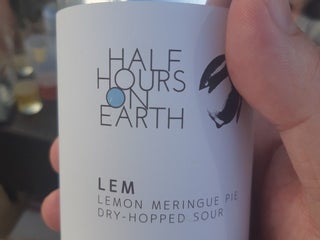 HALF
HOURS
ON
EARTH
LEM
LEMON MERINGUE PIE
DRY-HOPPED SOUR